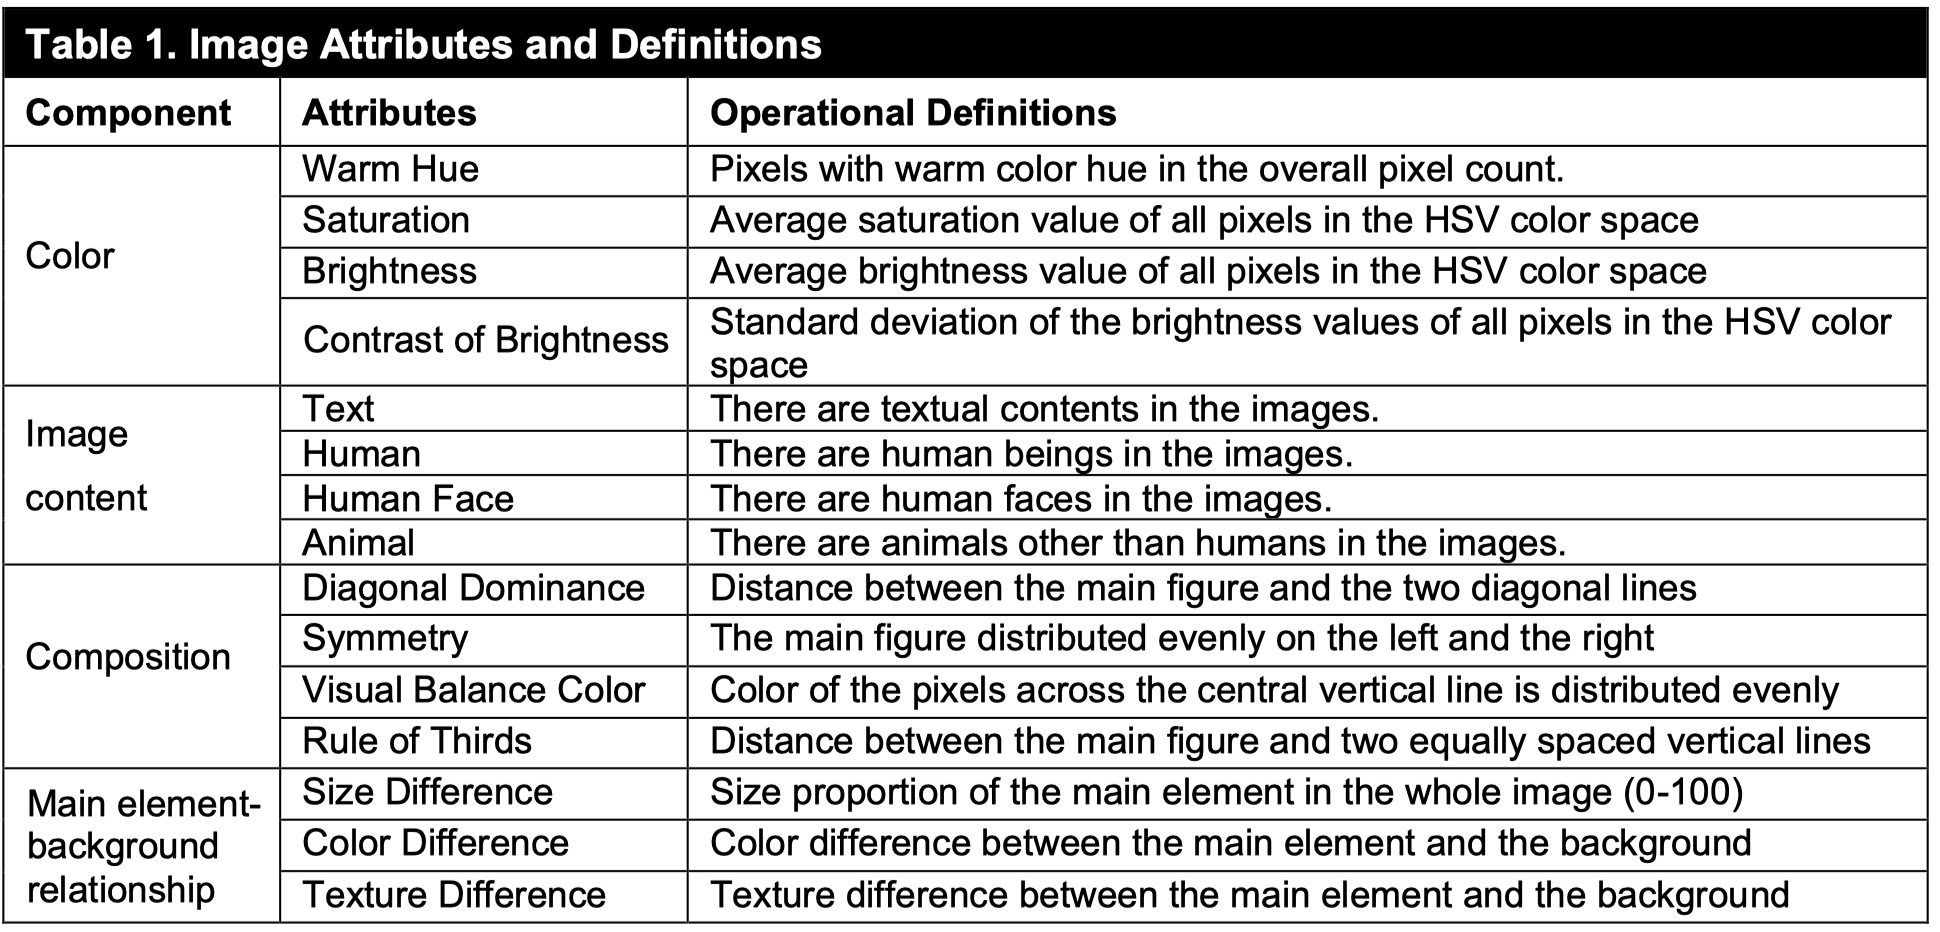 Table 1. Image Attributes and Definitions
Component Attributes Operational Definitions
Color
Warm Hue Pixels with warm color hue in the overall pixel count.
Saturation Average saturation value of all pixels in the HSV color space
Brightness Average brightness value of all pixels in the HSV color space
Contrast of Brightness Standard deviation of the brightness values of all pixels in the HSV color
space
Image
content
Text There are textual contents in the images.
Human There are human beings in the images.
Human Face There are human faces in the images.
Animal There are animals other than humans in the images.
Composition
Diagonal Dominance Distance between the main figure and the two diagonal lines
Symmetry The main figure distributed evenly on the left and the right
Visual Balance Color Color of the pixels across the central vertical line is distributed evenly
Rule of Thirds Distance between the main figure and two equally spaced vertical lines
Main element-
background
relationship
Size Difference Size proportion of the main element in the whole image (0-100)
Color Difference Color difference between the main element and the background
Texture Difference Texture difference between the main element and the background